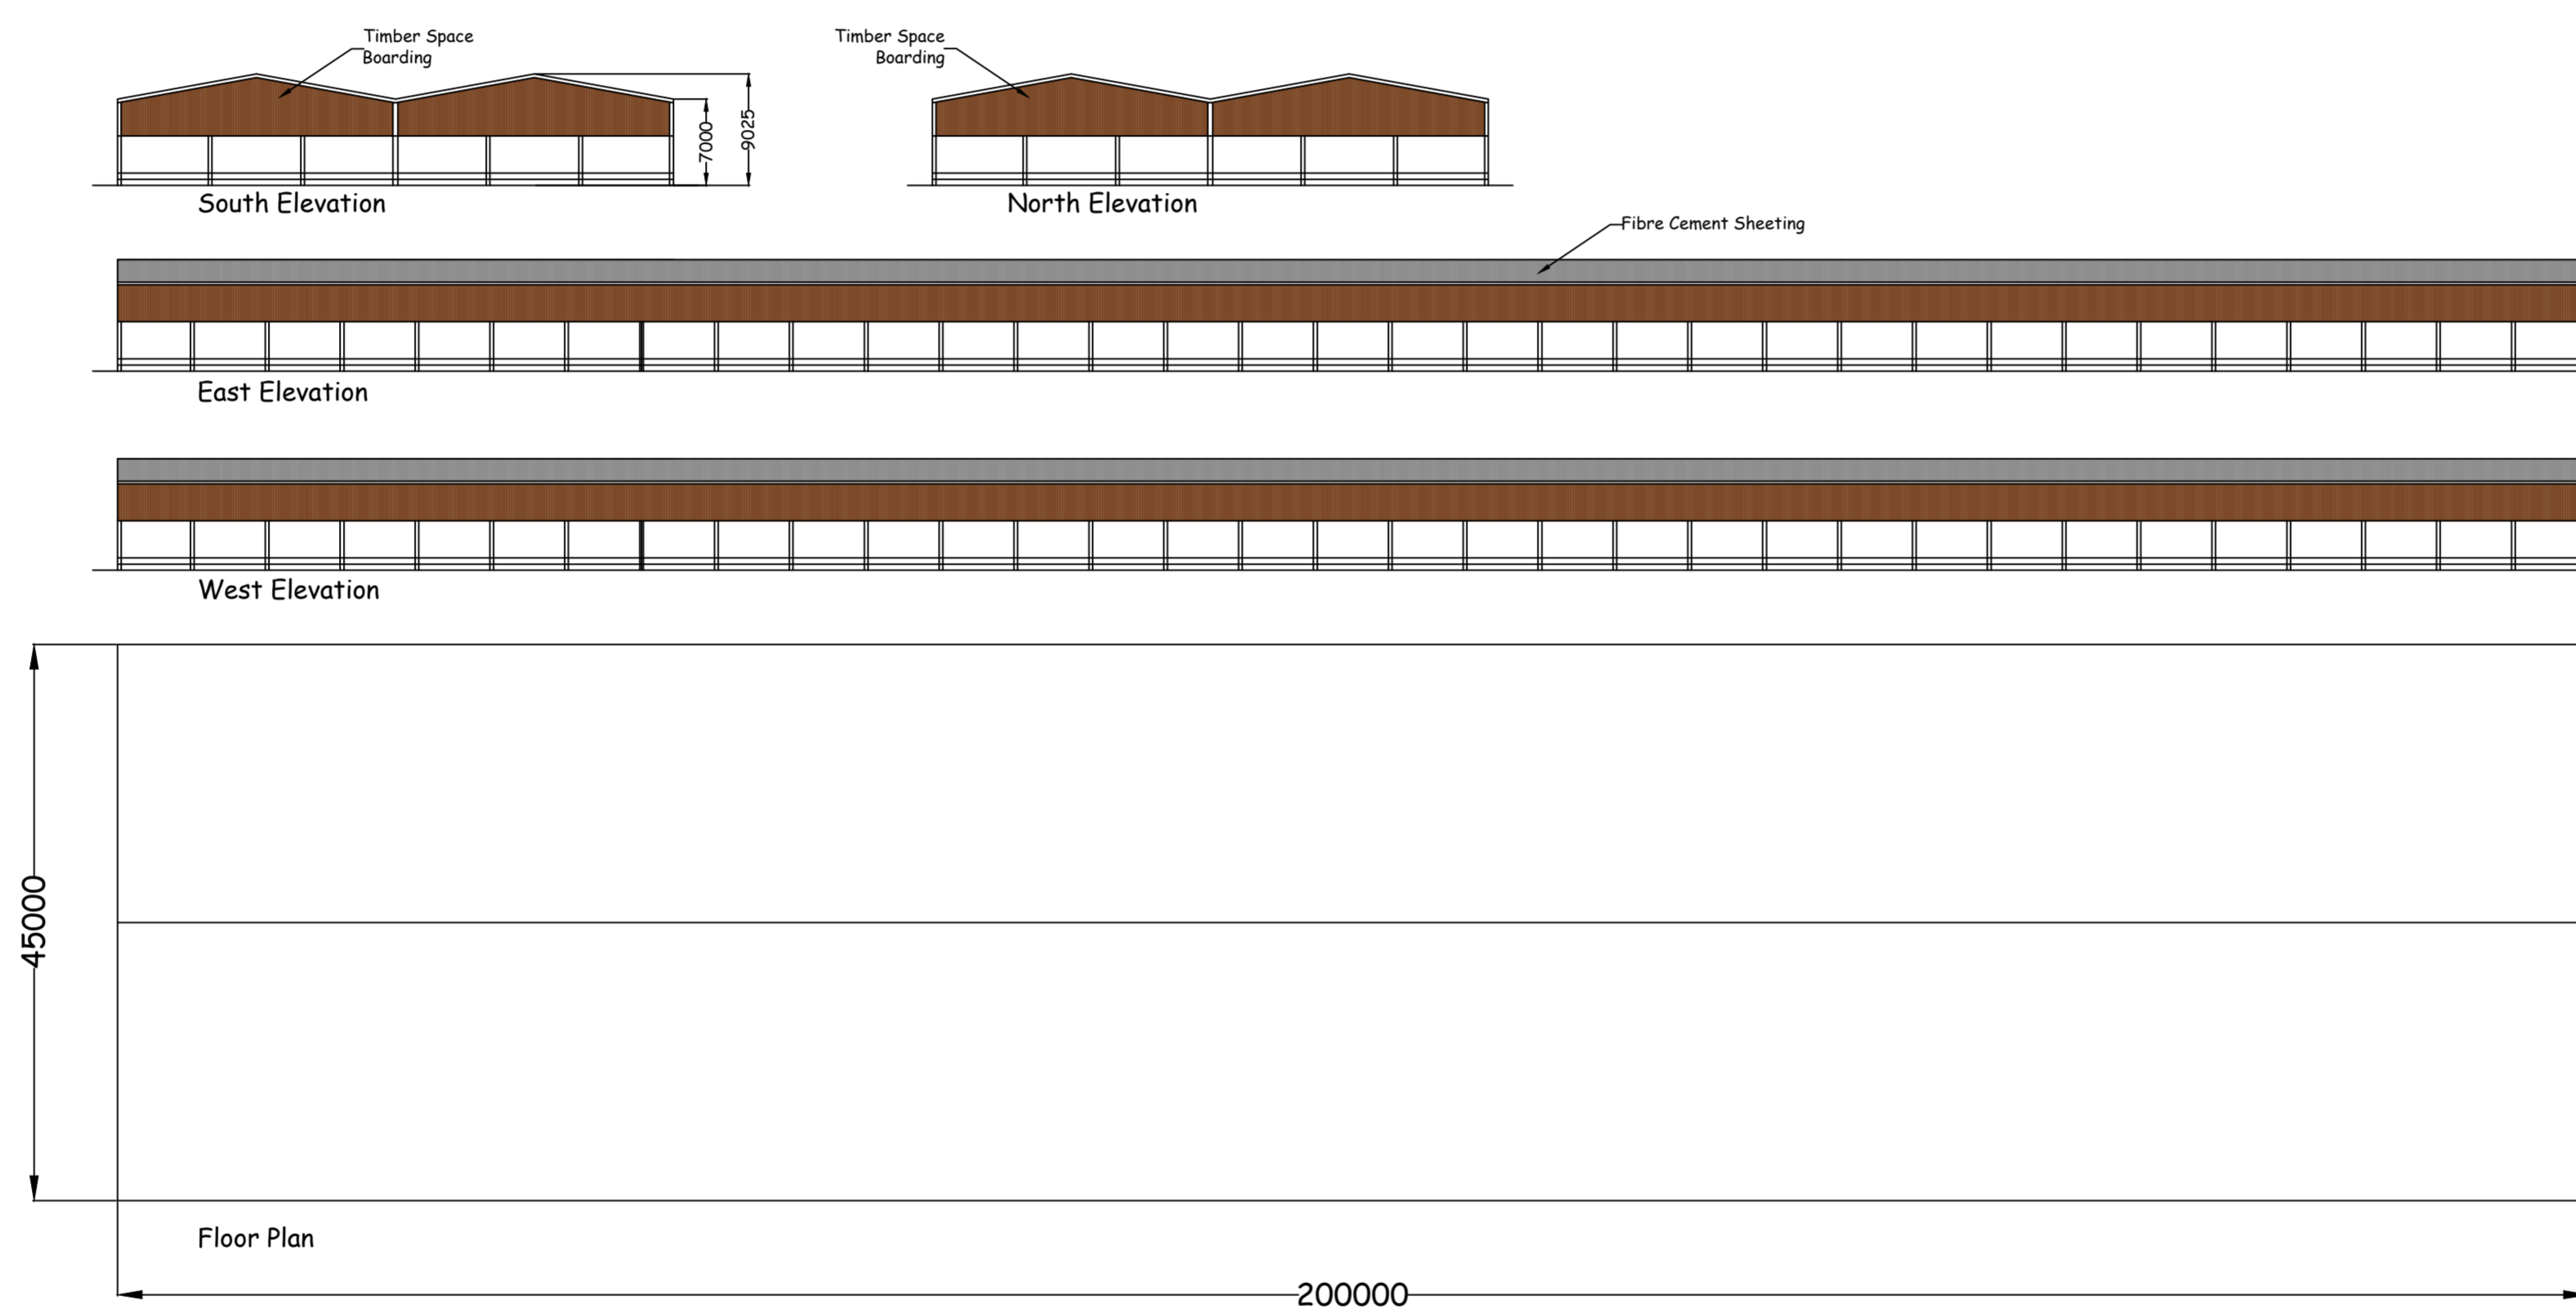 Timber Space
Boarding
Timber Space
Boarding
7000
9025
South Elevation
North Elevation
Fibre Cement Sheeting
East Elevation
West Elevation
45000
Floor Plan
200000